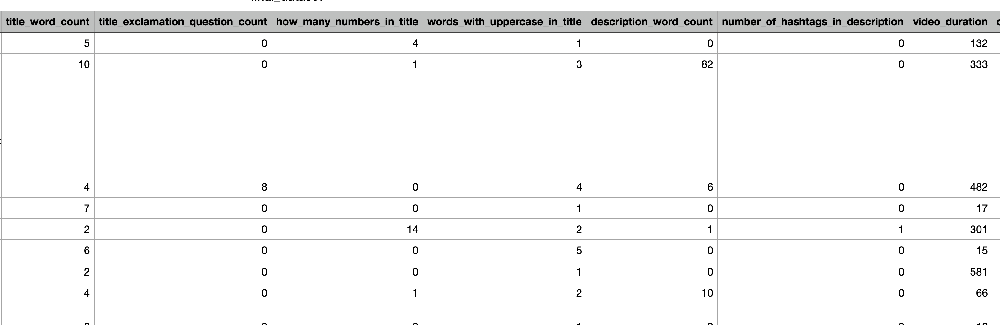 final_dataset
title_word_count title_exclamation_question_count how_many_numbers_in_title words_with_uppercase_in_title description_word_count number_of_hashtags_in_description video_duration
5 0 4 1 0 0 132
10 0 1 3 82 0 333
4 8 0 4 6 0 482
7 0 0 1 0 0 17
2 0 14 2 1 1 301
6 0 0 5 0 0 15
2 0 0 1 0 0 581
4 0 1 2 10 0 66